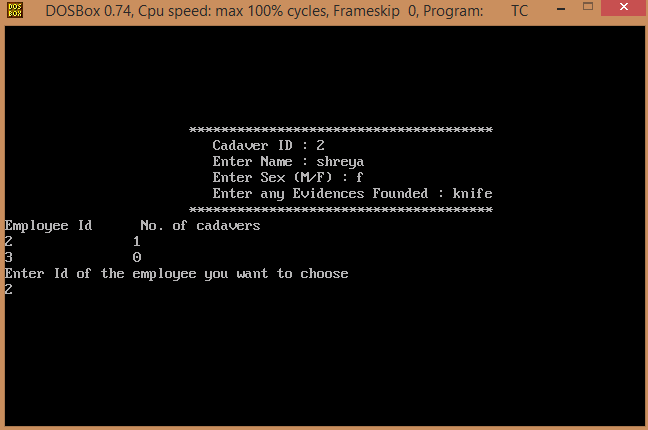 DOS BOX
DOSBox 0.74, Cpu speed: max 100% cycles, Frameskip 0, Program: TC
**************************************
Cadaver ID : 2
Enter Name : shreya
Enter Sex (M/F) : f
Enter any Evidences Founded : knife
**************************************
Employee Id No. of cadavers
2 1
3 0
Enter Id of the employee you want to choose
2